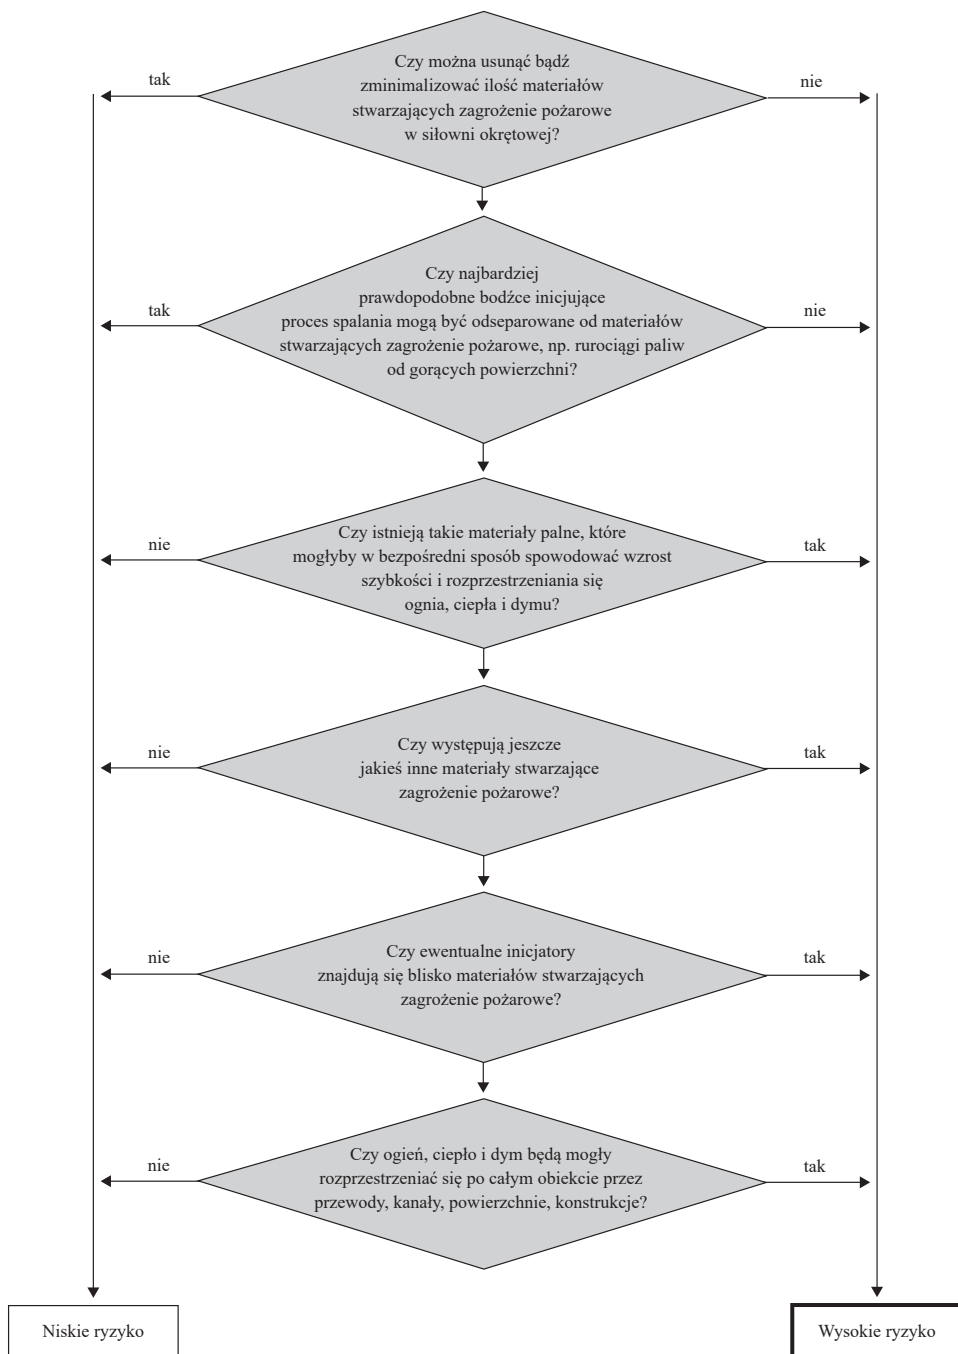 Czy można usunąć bądź
zminimalizować ilość materiałów
stwarzających zagrożenie pożarowe
w siłowni okrętowej?
tak
nie
Czy najbardziej
prawdopodobne bodźce inicjujące
proces spalania mogą być odseparowane od materiałów
stwarzających zagrożenie pożarowe, np. rurociągi paliw
od gorących powierzchni?
tak
nie
Czy istnieją takie materiały palne, które
mogłyby w bezpośredni sposób spowodować wzrost
szybkości i rozprzestrzeniania się
ognia, ciepła i dymu?
nie
tak
Czy występują jeszcze
jakieś inne materiały stwarzające
zagrożenie pożarowe?
nie
tak
Czy ewentualne inicjatory
znajdują się blisko materiałów stwarzających
zagrożenie pożarowe?
nie
tak
Czy ogień, ciepło i dym będą mogły
rozprzestrzeniać się po całym obiekcie przez
przewody, kanały, powierzchnie, konstrukcje?
nie
tak
Niskie ryzyko
Wysokie ryzyko